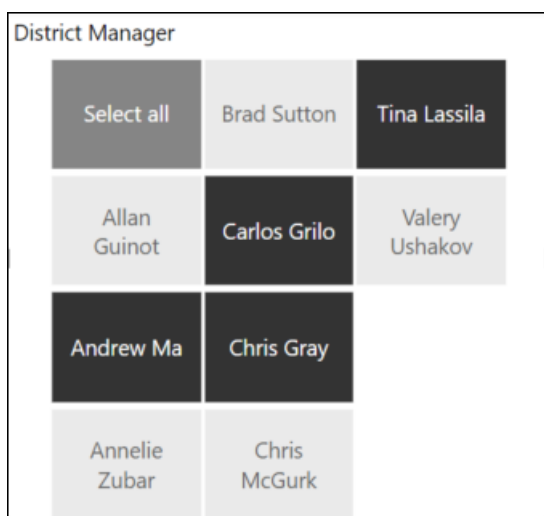 District Manager
Select all
Brad Sutton
Tina Lassila
Allan
Guinot
Carlos Grilo
Valery
Ushakov
Andrew Ma
Chris Gray
Annelie
Zubar
Chris
McGurk